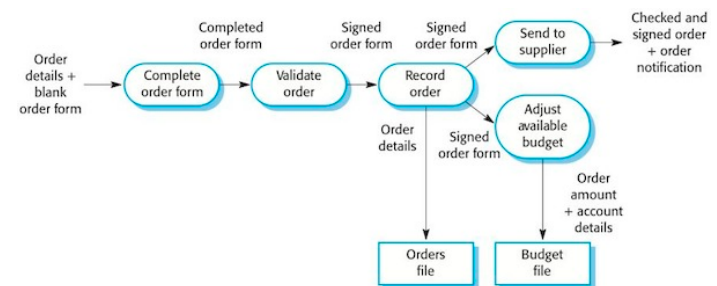 Completed
order form
Signed
order form
Signed
order form
Send to
supplier
Checked and
signed order
+ order
notification
Order
details +
blank
order form
Complete
order form
Validate
order
Record
order
Order
details
Signed
order form
Adjust
available
budget
Order
amount
+ account
details
Orders
file
Budget
file